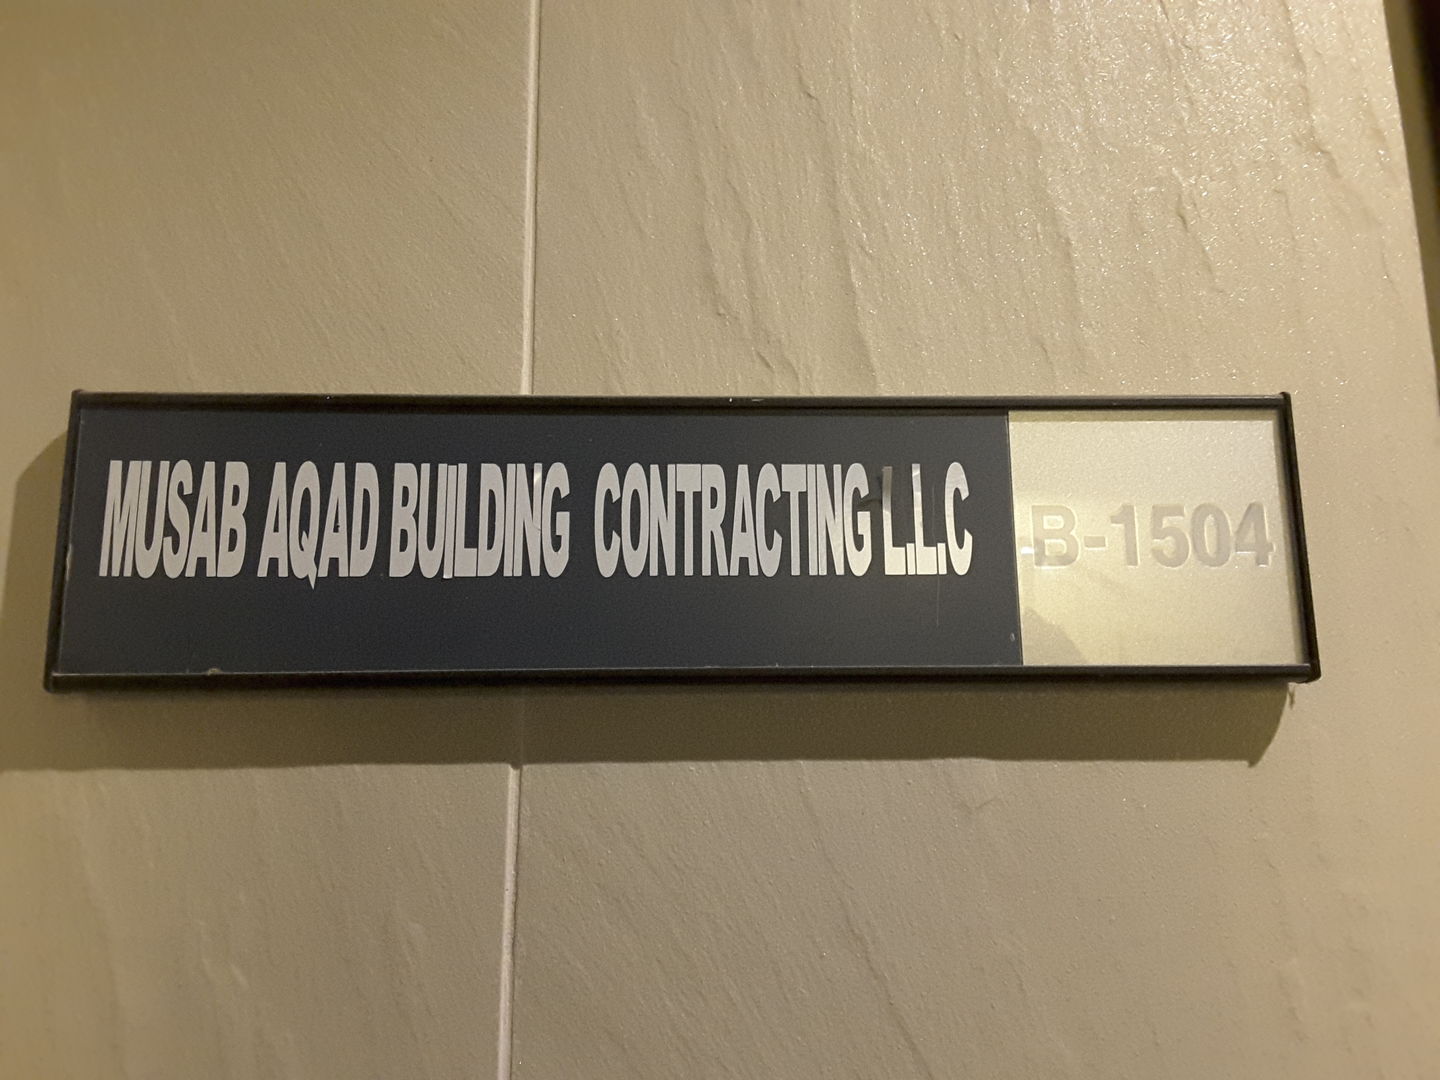 MUSAB AQAD BUILDING CONTRACTING L.L.C
B-1504